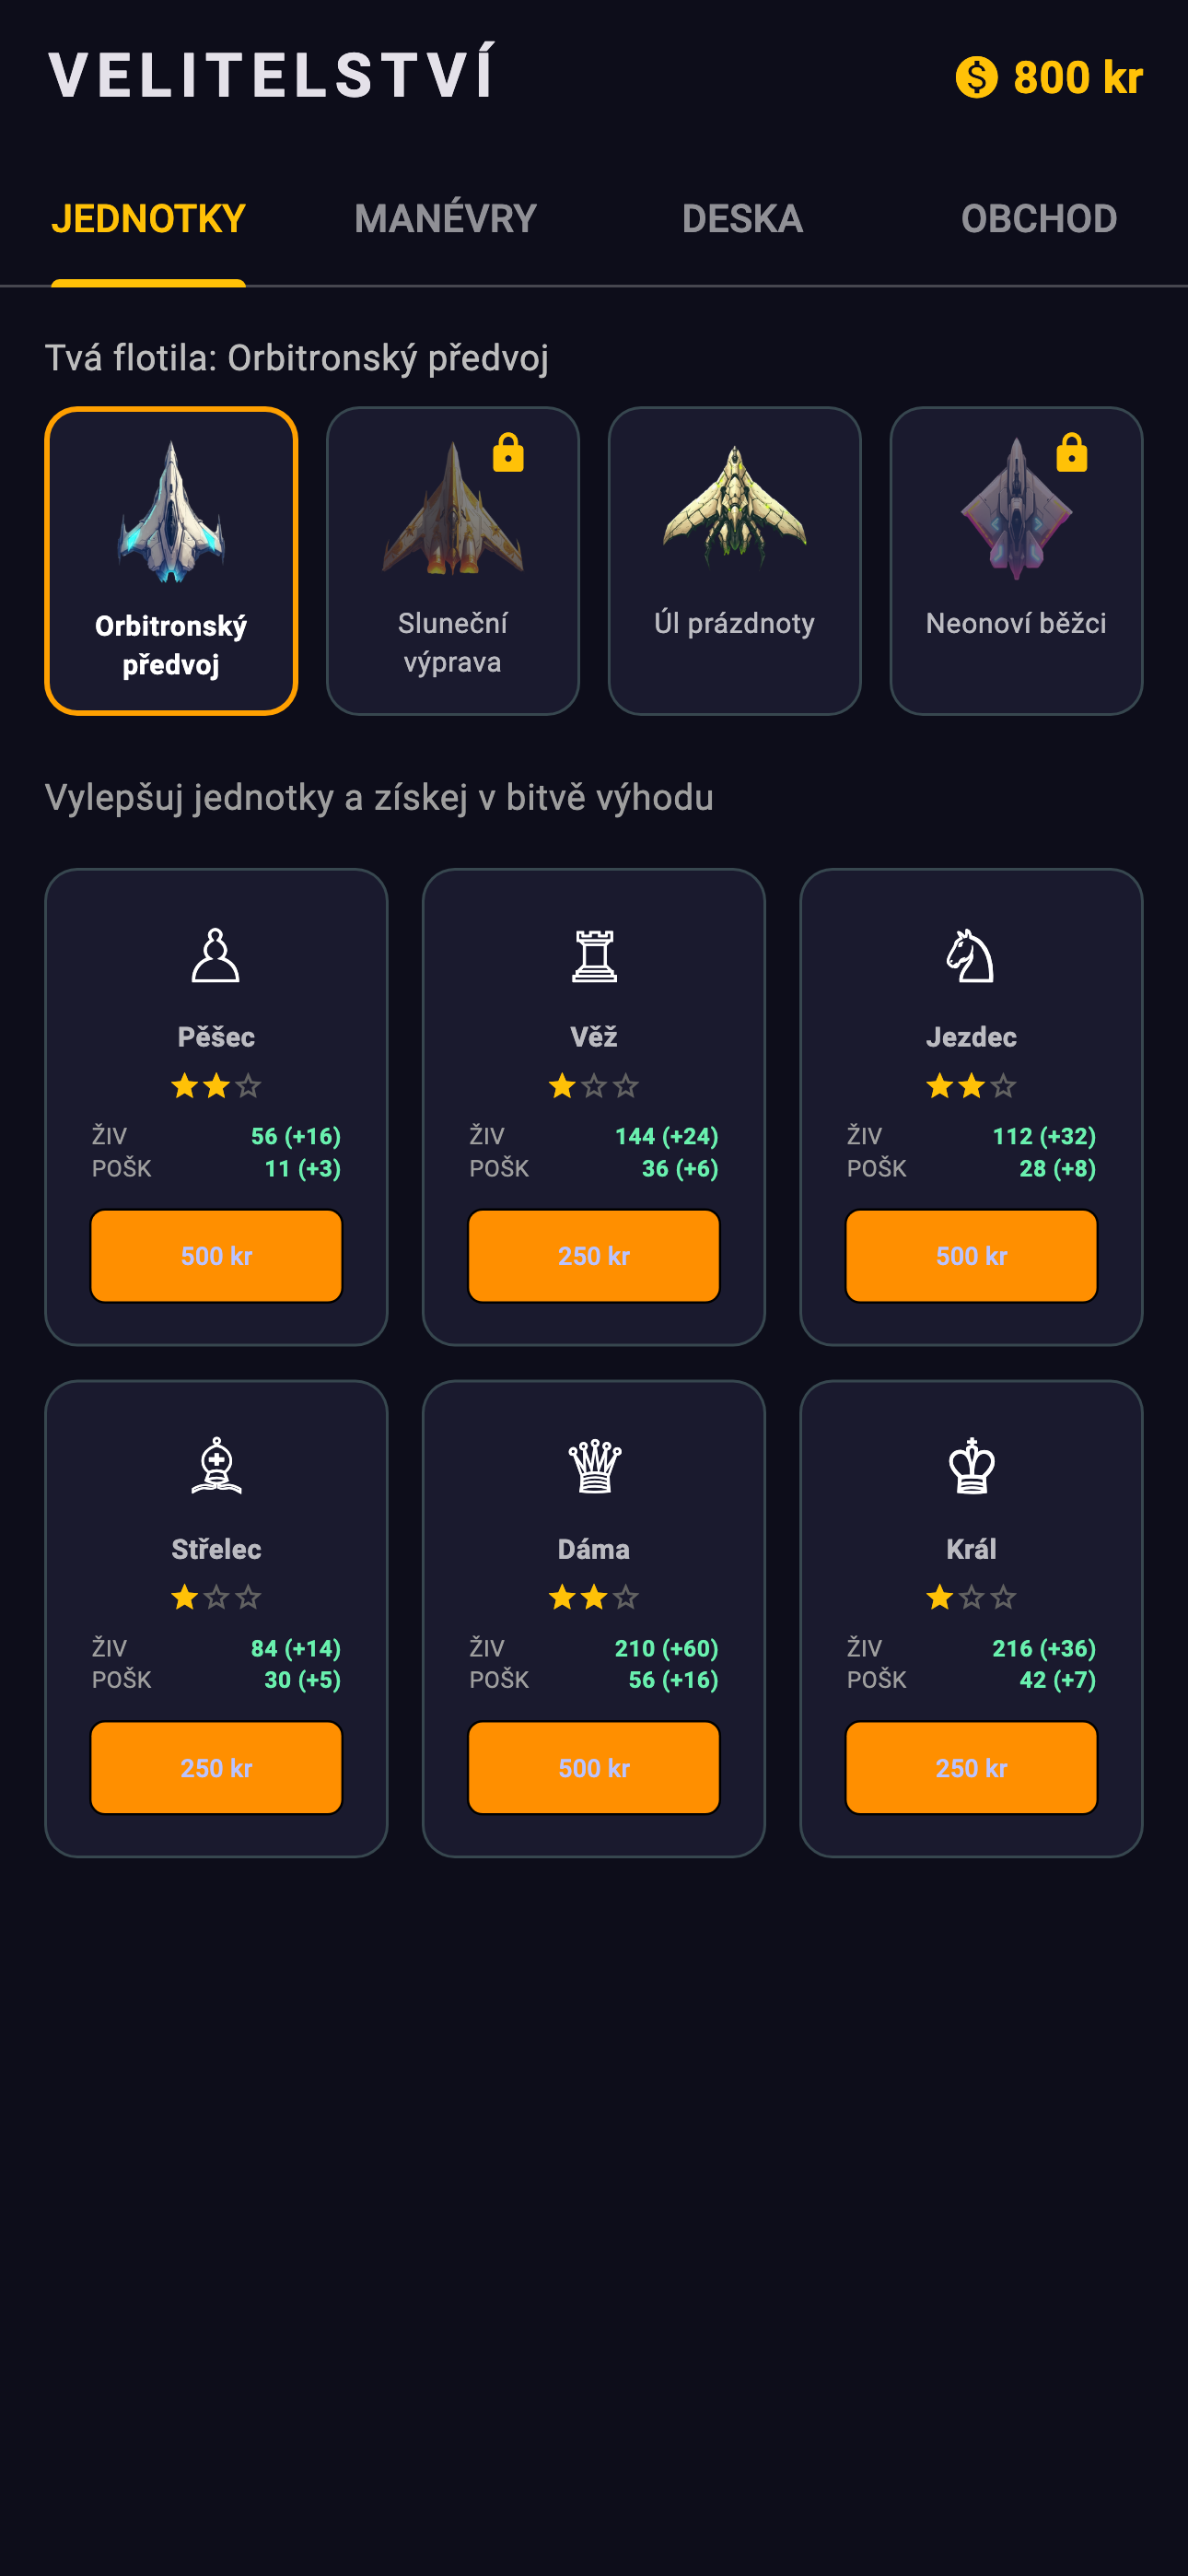 VELITELSTVÍ
800 kr
JEDNOTKY MANÉVRY DESKA OBCHOD
Tvá flotila: Orbitronský předvoj
Orbitronský předvoj
Sluneční výprava
Úl prázdnoty
Neonoví běžci
Vylepšuj jednotky a získej v bitvě výhodu
Pěšec
ŽIV 56 (+16)
POŠK 11 (+3)
500 kr
Věž
ŽIV 144 (+24)
POŠK 36 (+6)
250 kr
Jezdec
ŽIV 112 (+32)
POŠK 28 (+8)
500 kr
Střelec
ŽIV 84 (+14)
POŠK 30 (+5)
250 kr
Dáma
ŽIV 210 (+60)
POŠK 56 (+16)
500 kr
Král
ŽIV 216 (+36)
POŠK 42 (+7)
250 kr